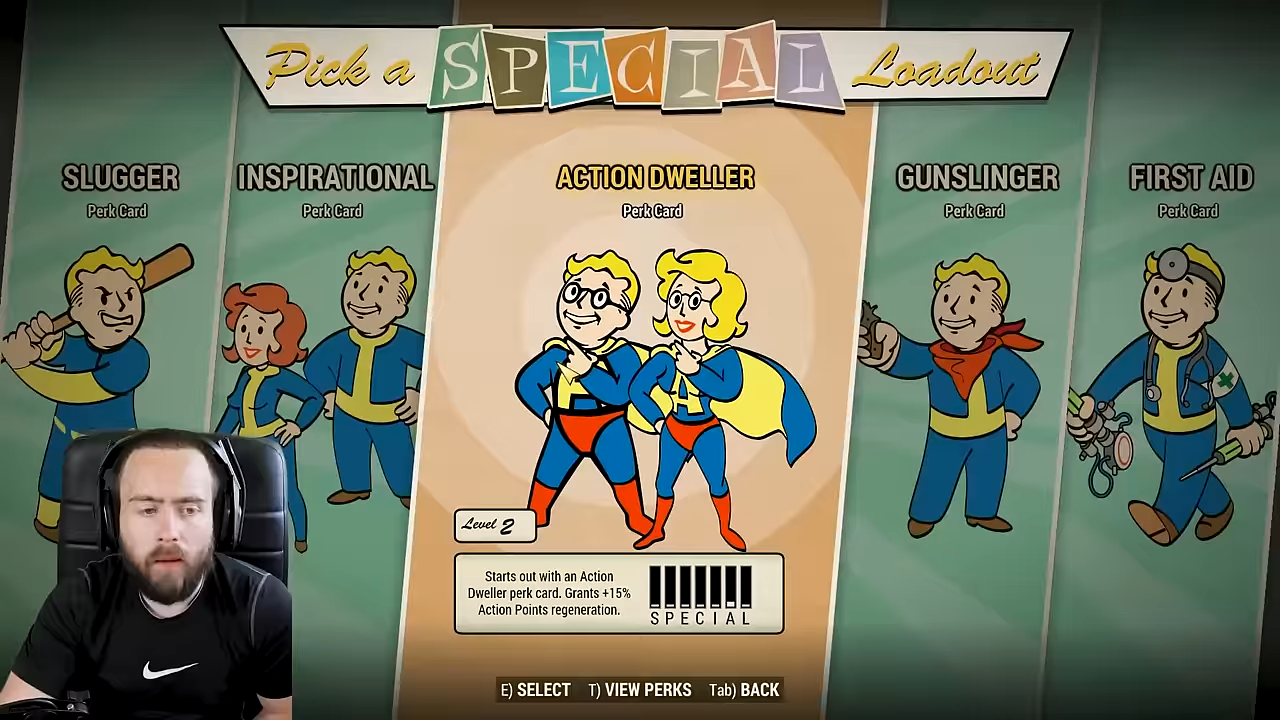 Pick a SPECIAL Loadout
SLUGGER
Perk Card
INSPIRATIONAL
Perk Card
ACTION DWELLER
Perk Card
GUNSLINGER
Perk Card
FIRST AID
Perk Card
Level 2
Starts out with an Action
Dweller perk card. Grants +15%
Action Points regeneration.
SPECIAL
E) SELECT T) VIEW PERKS Tab) BACK